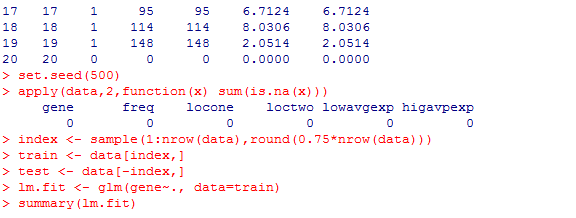 17 17 1 95 95 6.7124 6.7124
18 18 1 114 114 8.0306 8.0306
19 19 1 148 148 2.0514 2.0514
20 20 0 0 0 0.0000 0.0000
> set.seed(500)
> apply(data,2,function(x) sum(is.na(x)))
gene freq locone loctwo lowavgexp higavpexp
0 0 0 0 0 0
> index <- sample(1:nrow(data),round(0.75*nrow(data)))
> train <- data[index,]
> test <- data[-index,]
> lm.fit <- glm(gene~., data=train)
> summary(lm.fit)